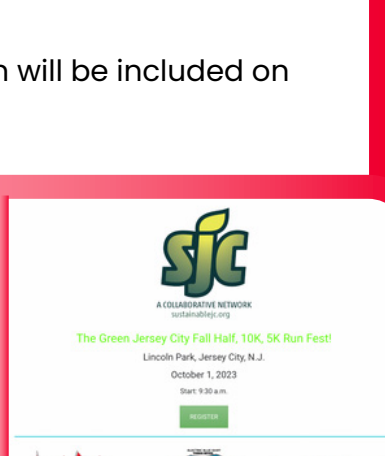 n will be included on
sjc
A COLLABORATIVE NETWORK
sustainablejc.org
The Green Jersey City Fall Half, 10K, 5K Run Fest!
Lincoln Park, Jersey City, N.J.
October 1, 2023
Start: 9:30 a.m.
REGISTER